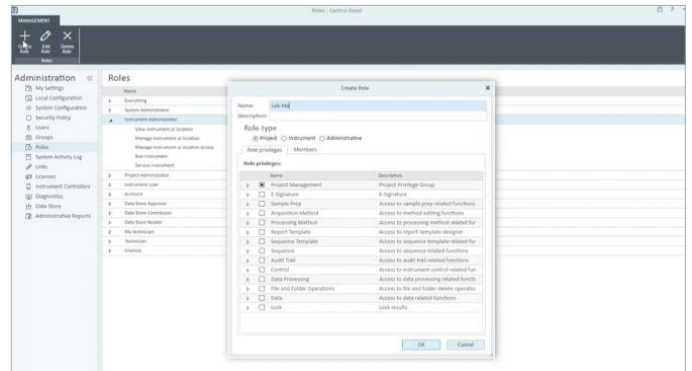 Roles - Control Panel
MANAGEMENT
Create Role
Edit Role
Delete Role
Roles
Administration
My Settings
Local Configuration
System Configuration
Security Policy
Users
Groups
Roles
System Activity Log
Links
Licenses
Instrument Controllers
Diagnostics
Data Store
Administrative Reports
Roles
Name
Everything
System Administrator
Instrument Administrator
View instrument or location
Manage instrument or location
Manage instrument or location access
Run instrument
Service instrument
Project Administrator
Instrument User
Archivist
Data Store Approver
Data Store Contributor
Data Store Reader
My technician
Technician
Chemist
Create Role
Name: Lab Ma
Description:
Role type
Project Instrument Administrative
Role privileges Members
Role privileges:
Name Description
Project Management Project Privilege Group
E-Signature E-Signature
Sample Prep Access to sample prep related functions
Acquisition Method Access to method editing functions
Processing Method Access to processing method related fur
Report Template Access to report template designer
Sequence Template Access to sequence template related fur
Sequence Access to sequence related functions
Audit Trail Access to audit trail related functions
Control Access to instrument control related fun
Data Processing Access to data processing related functi
File and Folder Operations Access to file and folder delete operatio
Data Access to data related functions
Lock Lock results
OK Cancel